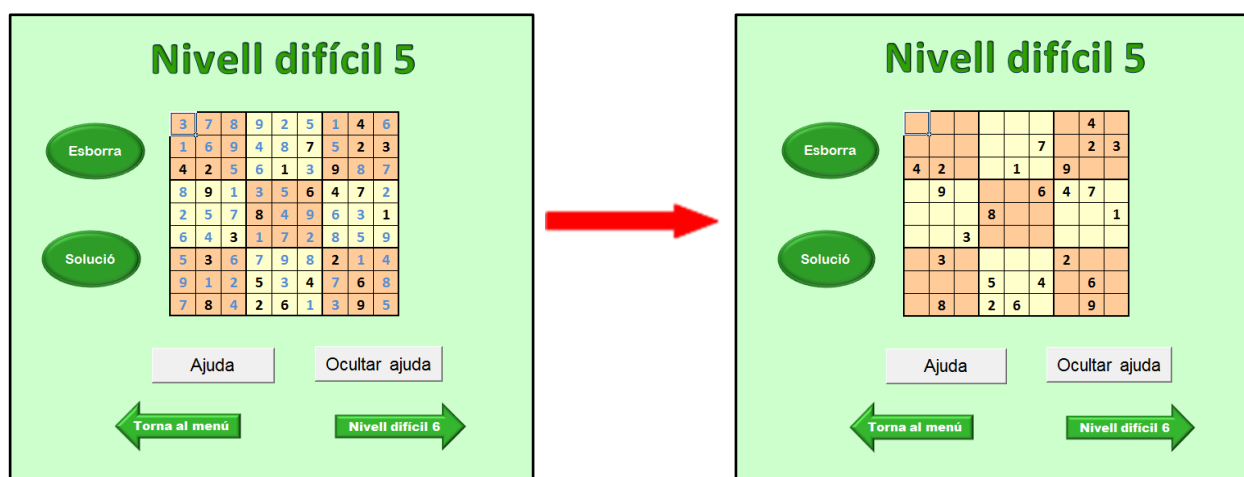 Nivell difícil 5
Esborra
Solució
3 7 8 9 2 5 1 4 6
1 6 9 4 8 7 5 2 3
4 2 5 6 1 3 9 8 7
8 9 1 3 5 6 4 7 2
2 5 7 8 4 9 6 3 1
6 4 3 1 7 2 8 5 9
5 3 6 7 9 8 2 1 4
9 1 2 5 3 4 7 6 8
7 8 4 2 6 1 3 9 5
Ajuda
Ocultar ajuda
Torna al menú
Nivell difícil 6
Nivell difícil 5
Esborra
Solució
4
7 2 3
4 2 1 9
9 6 4 7
8 1
3
3 2
5 4 6
8 2 6 9
Ajuda
Ocultar ajuda
Torna al menú
Nivell difícil 6